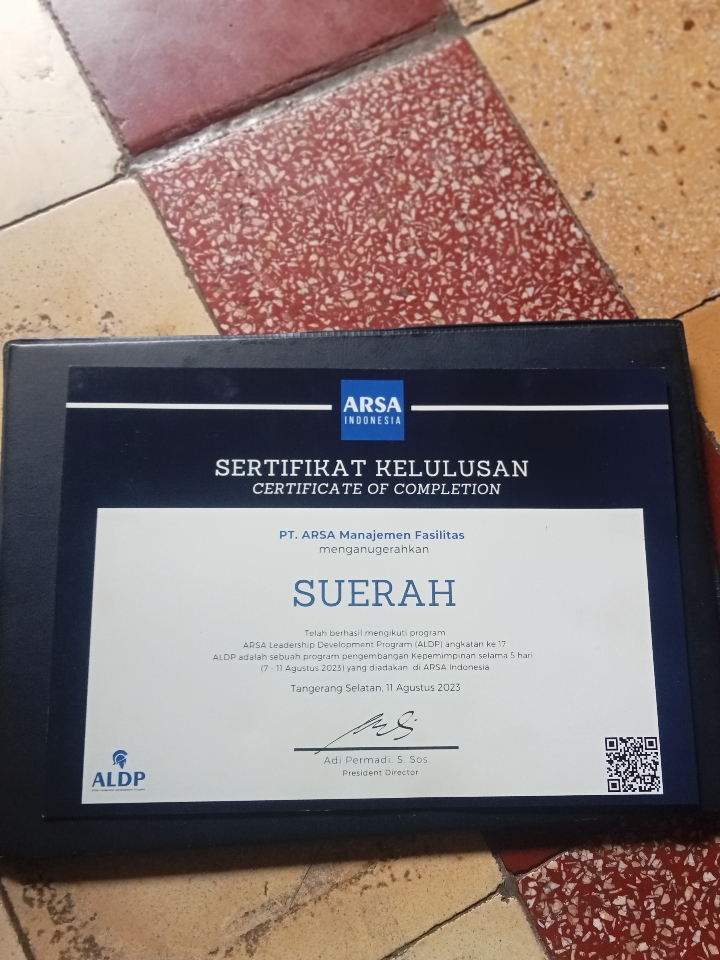 ARSA
INDONESIA
SERTIFIKAT KELULUSAN
CERTIFICATE OF COMPLETION
PT. ARSA Manajemen Fasilitas
menganugerahkan
SUERAH
Telah berhasil mengikuti program
ARSA Leadership Development Program (ALDP) angkatan ke 17
ALDP adalah sebuah program pengembangan Kepemimpinan selama 5 hari
(7 - 11 Agustus 2023) yang diadakan di ARSA Indonesia
Tangerang Selatan, 11 Agustus 2023
Adi Permadi, S. Sos
President Director
ALDP